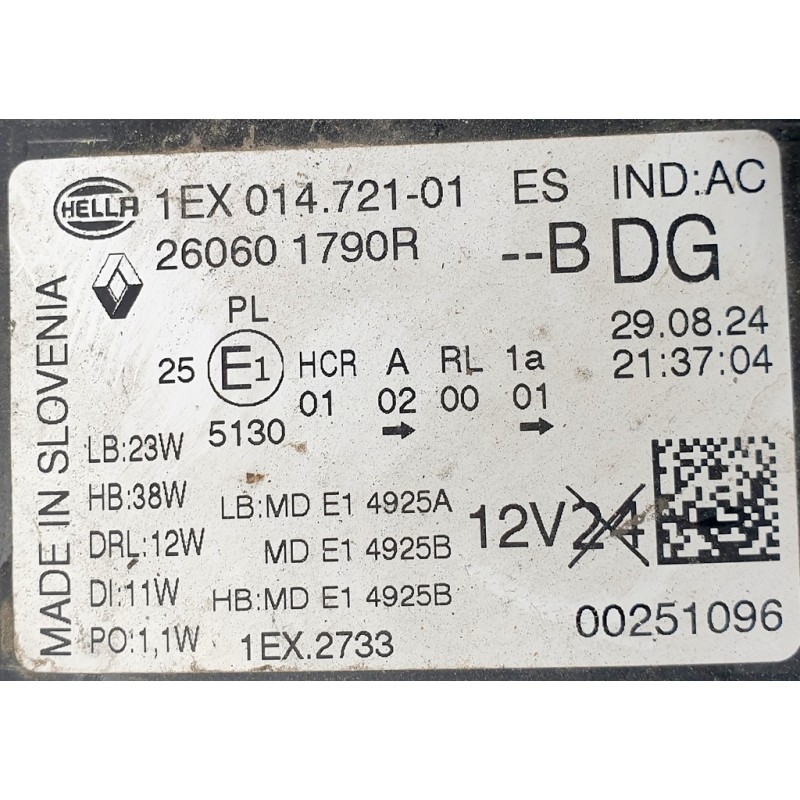 HELLA 1EX 014.721-01 ES IND:AC
26060 1790R --B DG
29.08.24
21:37:04
PL
25 E1 HCR A RL 1a
01 02 00 01
5130 → →
MADE IN SLOVENIA
LB:23W
HB:38W
DRL:12W
DI:11W
PO:1,1W
LB:MD E1 4925A
MD E1 4925B
HB:MD E1 4925B
1EX.2733
12V24
00251096